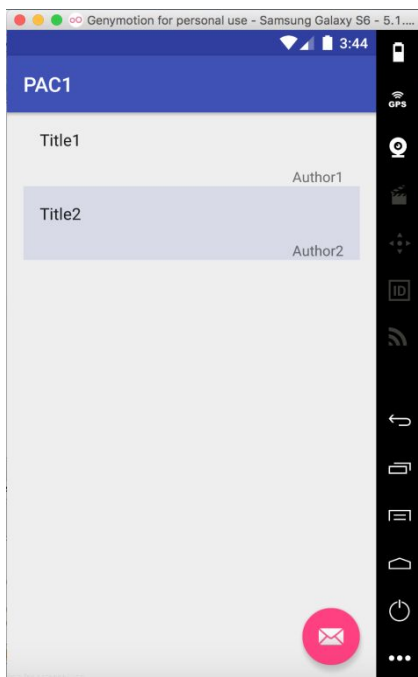 Genymotion for personal use - Samsung Galaxy S6 - 5.1....
3:44
PAC1
GPS
Title1
Author1
Title2
Author2
ID